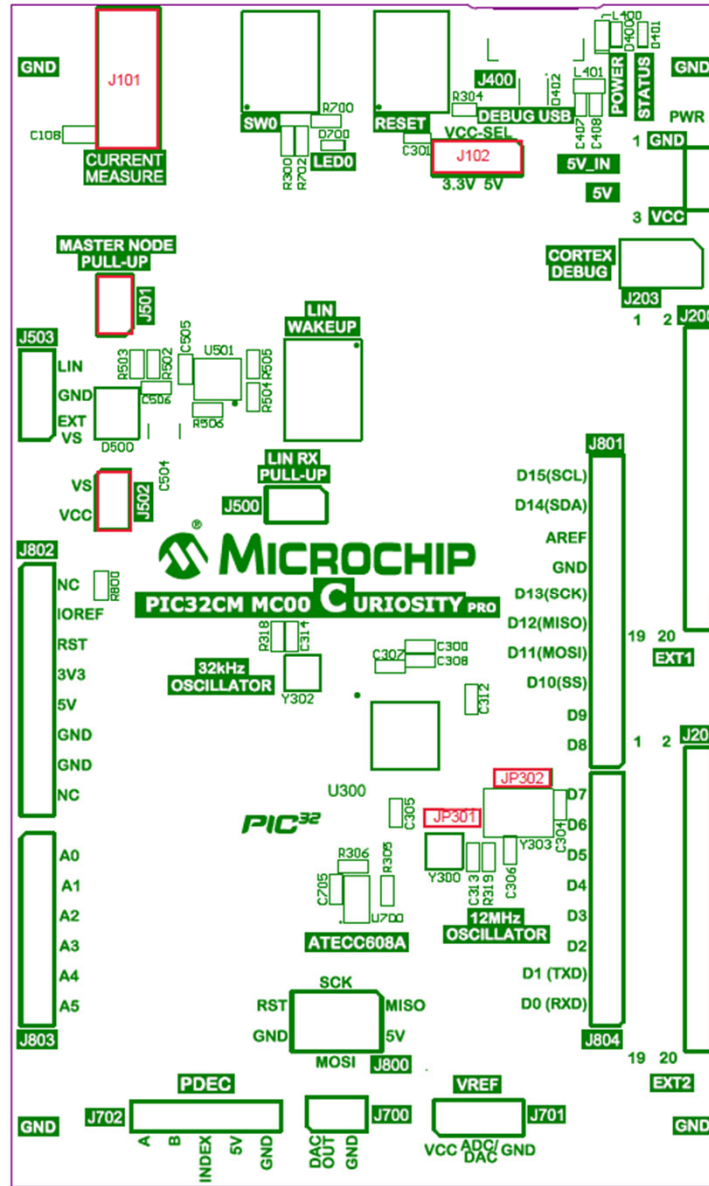 GND
J101
C108
CURRENT
MEASURE
SW0
R700
D700
LED0
R300
R702
RESET
R304
C301
J400
D402
DEBUG USB
VCC-SEL
J102
3.3V 5V
L400
D400
D401
L401
POWER
STATUS
C407
C408
GND
PWR
1 GND
5V_IN
5V
3 VCC
CORTEX
DEBUG
J203
1 2
J20
MASTER NODE
PULL-UP
J501
J503
LIN
GND
EXT
VS
R503
R502
C505
U501
R505
R504
C506
R506
D500
C504
LIN
WAKEUP
LIN RX
PULL-UP
J500
VS
VCC
J502
J801
D15(SCL)
D14(SDA)
AREF
GND
D13(SCK)
D12(MISO)
D11(MOSI)
D10(SS)
D9
D8
19 20
EXT1
1 2
J20
MICROCHIP®
PIC32CM MC00 CURIOSITY PRO
J802
NC
R800
IOREF
RST
3V3
5V
GND
GND
NC
R318
C314
32kHz
OSCILLATOR
Y302
C300
C307
C308
C312
U300
PIC32
C305
JP302
JP301
C304
Y303
Y300
C313
R319
C306
12MHz
OSCILLATOR
D7
D6
D5
D4
D3
D2
D1 (TXD)
D0 (RXD)
J804
R306
R305
C705
U700
ATECC608A
A0
A1
A2
A3
A4
A5
J803
SCK
RST
MISO
GND
5V
MOSI
J800
19 20
EXT2
GND
PDEC
J702
A
B
INDEX
5V
GND
J700
DAC
OUT
GND
VREF
J701
VCC ADC/
DAC GND
GND